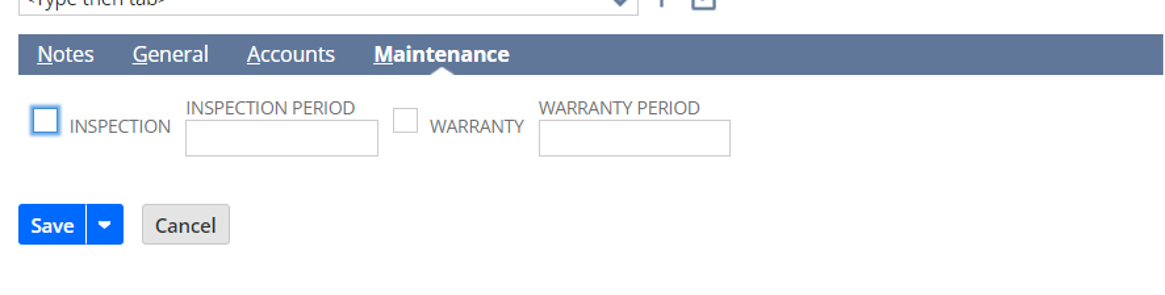 <Type then tab>
Notes General Accounts Maintenance
INSPECTION INSPECTION PERIOD WARRANTY WARRANTY PERIOD
Save Cancel